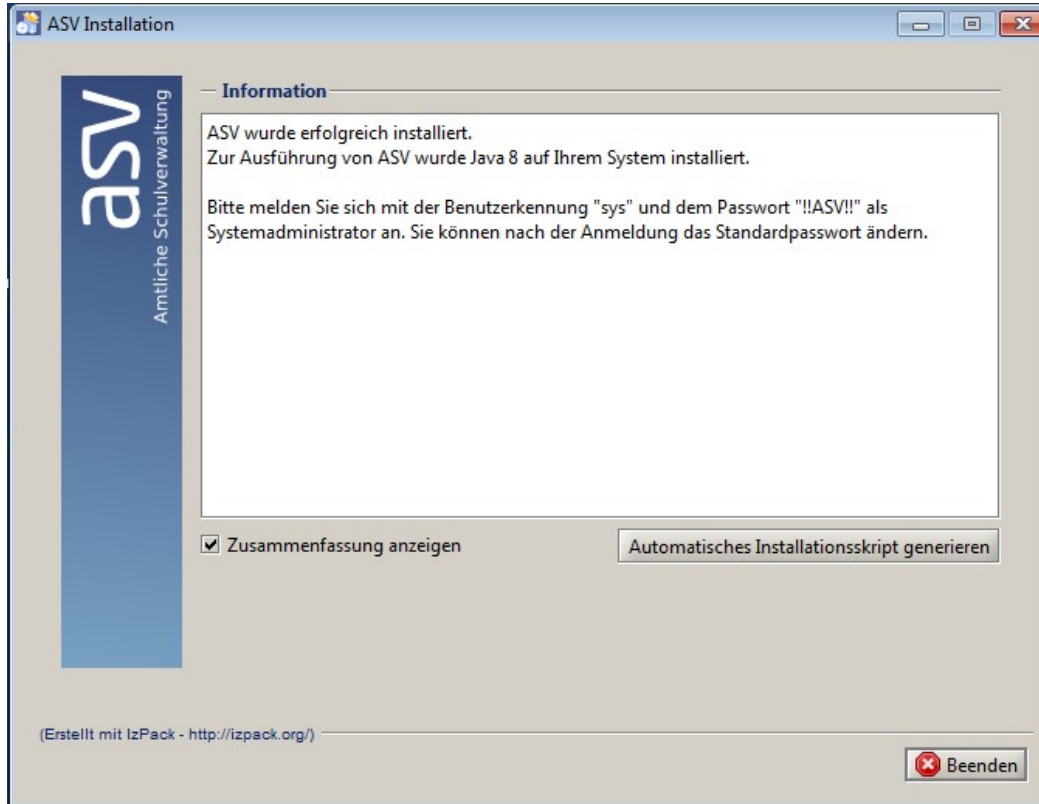 ASV Installation
asv
Amtliche Schulverwaltung
Information
ASV wurde erfolgreich installiert.
Zur Ausführung von ASV wurde Java 8 auf Ihrem System installiert.
Bitte melden Sie sich mit der Benutzerkennung "sys" und dem Passwort "!!ASV!!" als
Systemadministrator an. Sie können nach der Anmeldung das Standardpasswort ändern.
Zusammenfassung anzeigen
Automatisches Installationsskript generieren
(Erstellt mit IzPack - http://izpack.org/)
Beenden